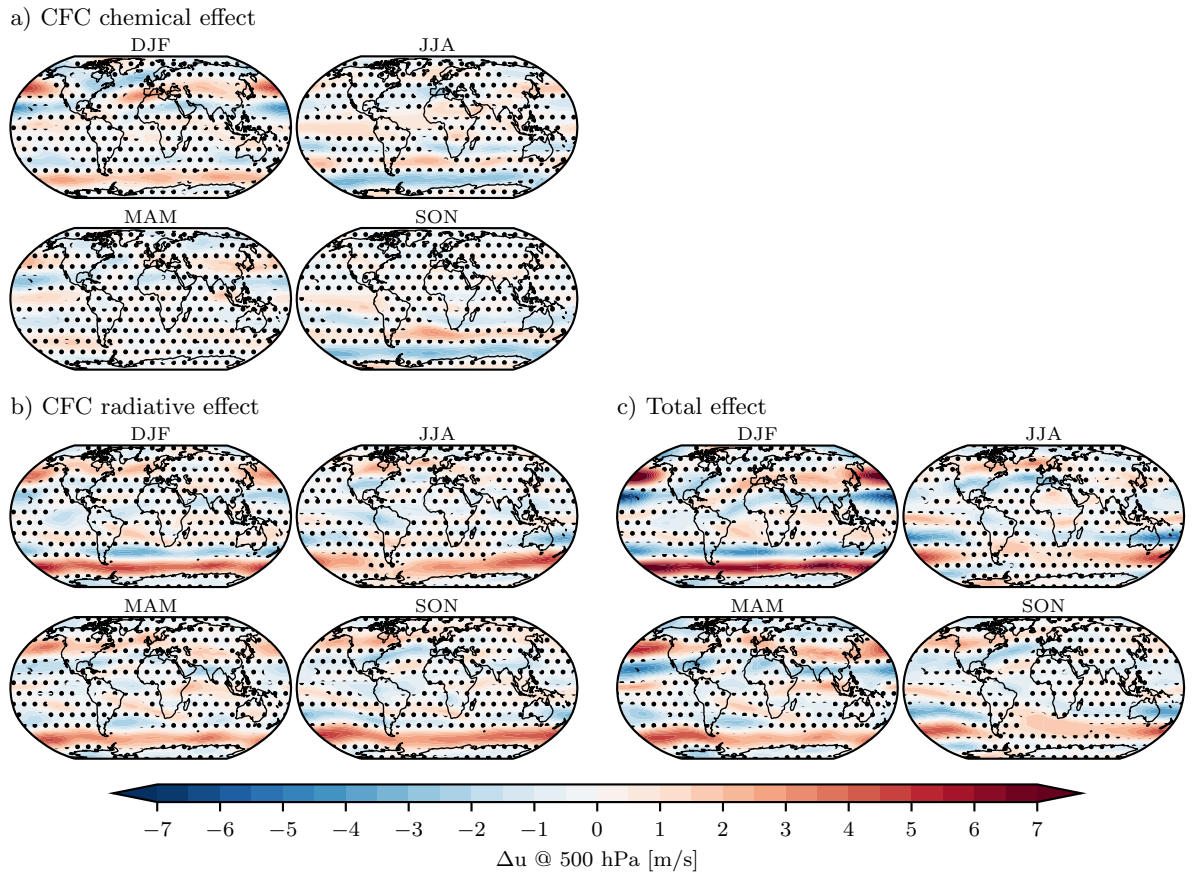 a) CFC chemical effect
DJF JJA
MAM SON
b) CFC radiative effect c) Total effect
DJF JJA DJF JJA
MAM SON MAM SON
−7 −6 −5 −4 −3 −2 −1 0 1 2 3 4 5 6 7
Δu @ 500 hPa [m/s]